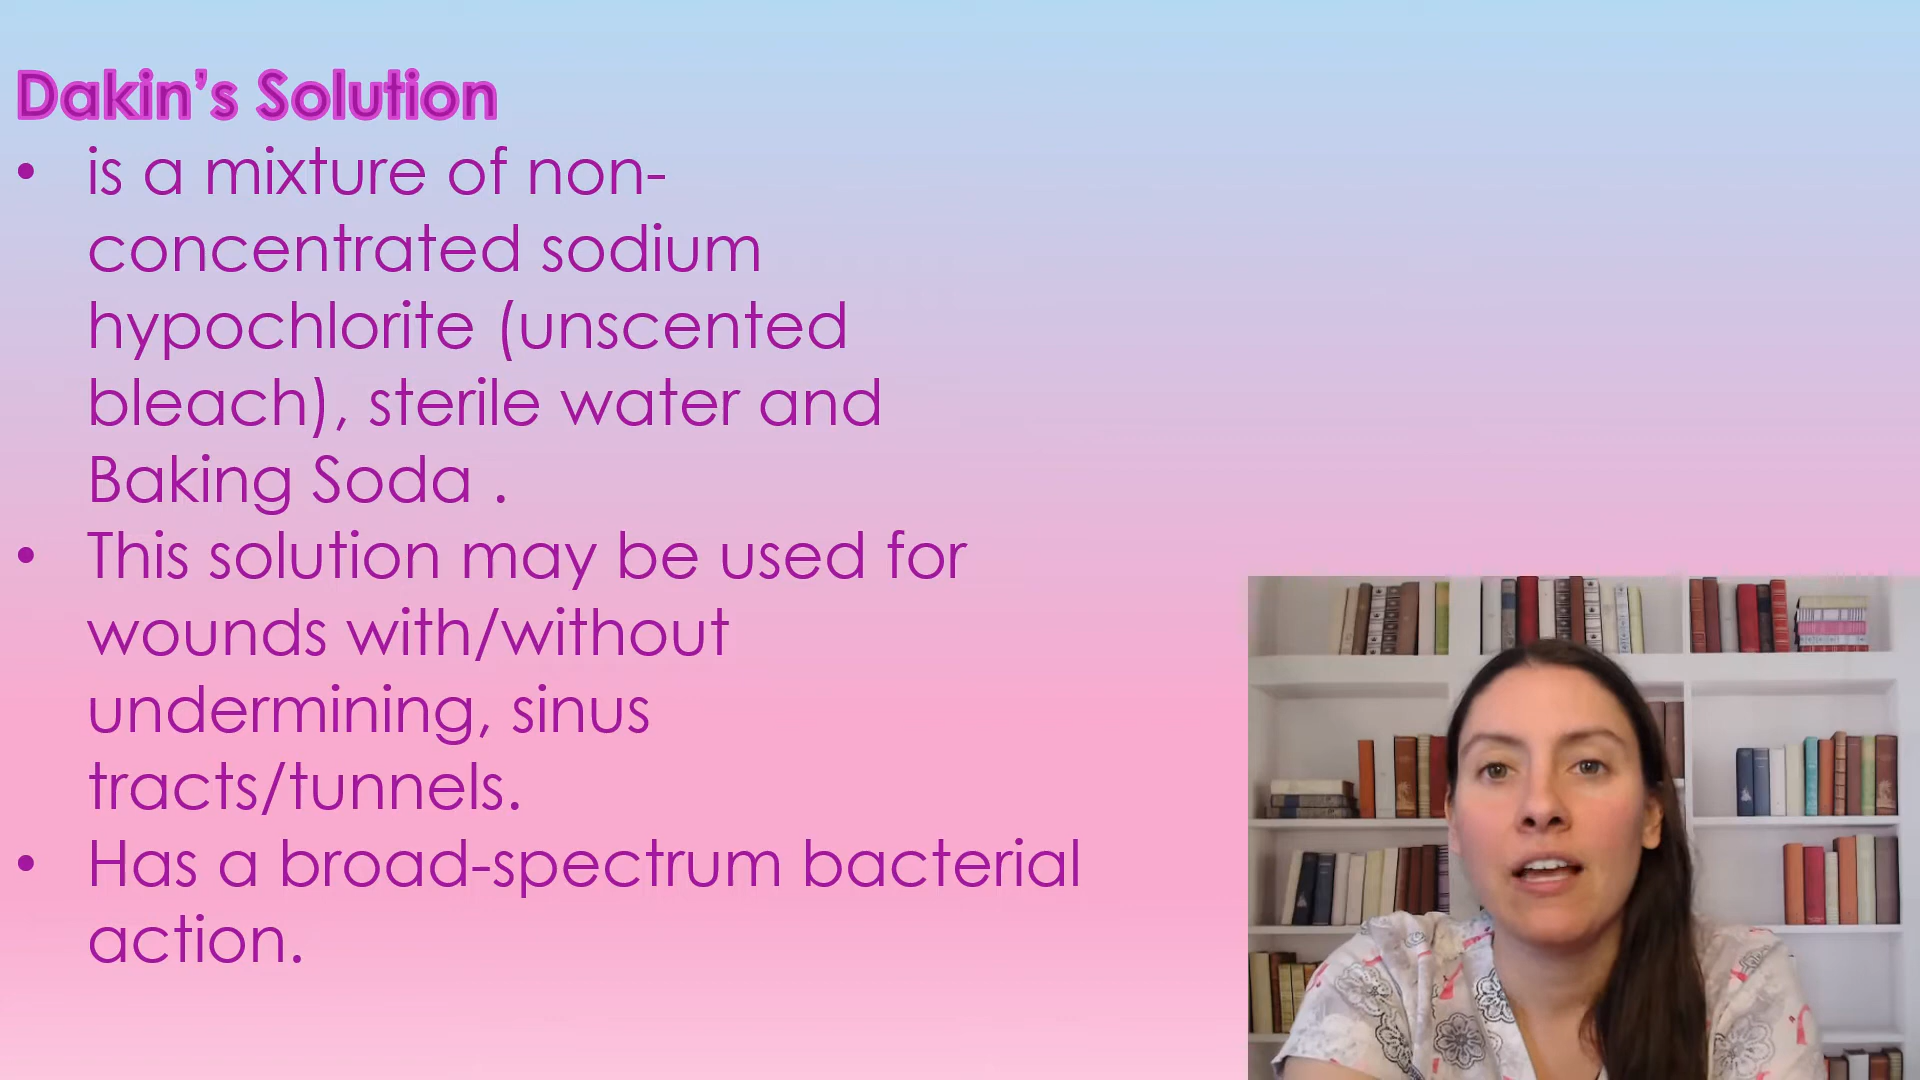 Dakin’s Solution
• is a mixture of non-
concentrated sodium
hypochlorite (unscented
bleach), sterile water and
Baking Soda .
• This solution may be used for
wounds with/without
undermining, sinus
tracts/tunnels.
• Has a broad-spectrum bacterial
action.